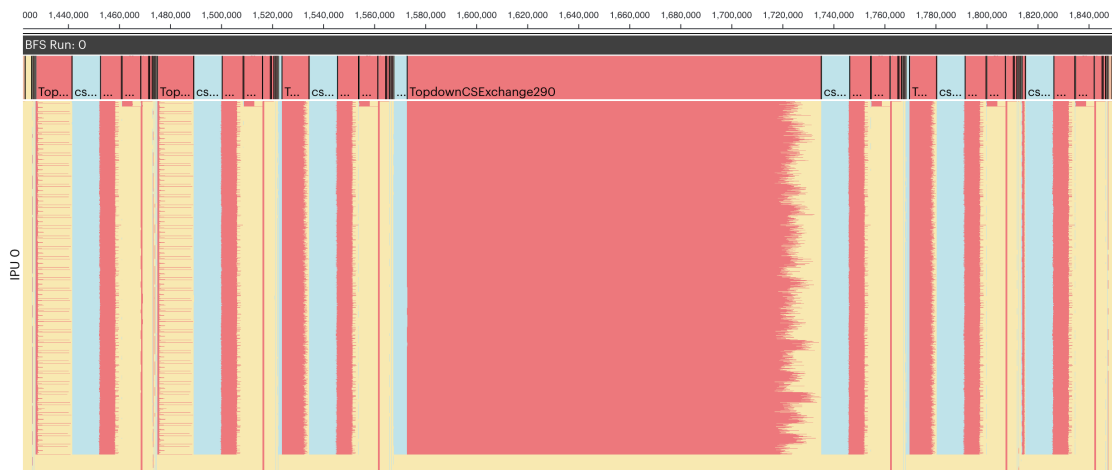 000 1,440,000 1,460,000 1,480,000 1,500,000 1,520,000 1,540,000 1,560,000 1,580,000 1,600,000 1,620,000 1,640,000 1,660,000 1,680,000 1,700,000 1,720,000 1,740,000 1,760,000 1,780,000 1,800,000 1,820,000 1,840,000
BFS Run: 0
Top... cs... ... ... Top... cs... ... ... T... cs... ... ... ... TopdownCSExchange290 cs... ... ... T... cs... ... ... cs... ... ...
IPU 0